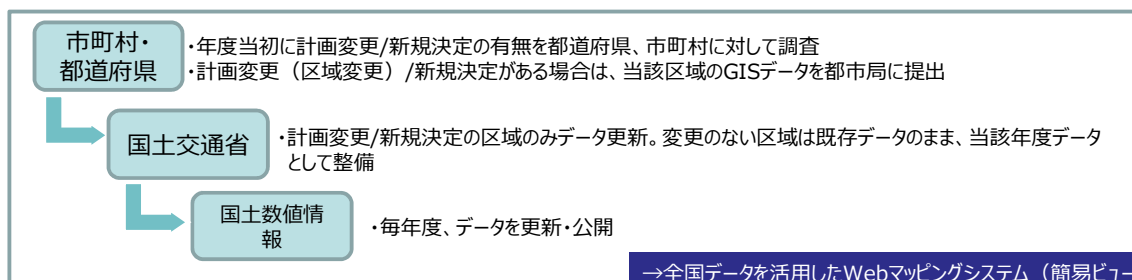 市町村・
都道府県
・年度当初に計画変更/新規決定の有無を都道府県、市町村に対して調査
・計画変更（区域変更）/新規決定がある場合は、当該区域のGISデータを都市局に提出
国土交通省
・計画変更/新規決定の区域のみデータ更新。変更のない区域は既存データのまま、当該年度データ
として整備
国土数値情
報
・毎年度、データを更新・公開
→全国データを活用したWebマッピングシステム（簡易ビュー